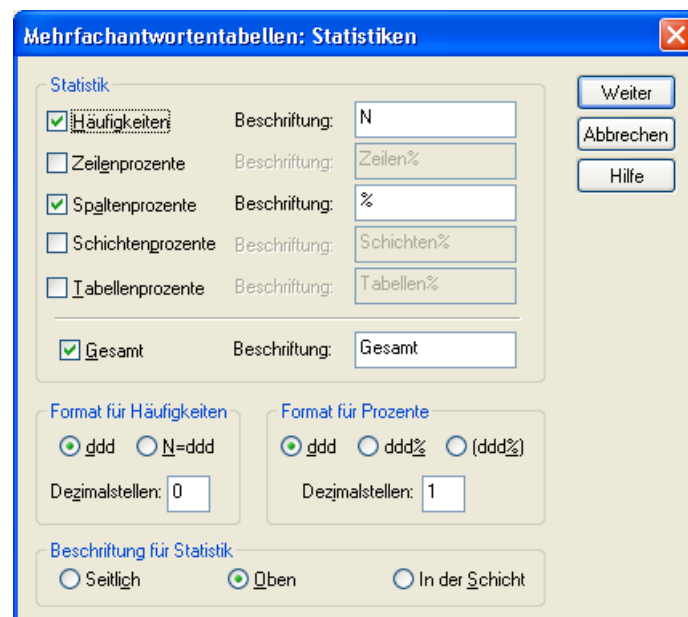 Mehrfachantwortentabellen: Statistiken
Statistik
Häufigkeiten Beschriftung: N
Zeilenprozente Beschriftung: Zeilen%
Spaltenprozente Beschriftung: %
Schichtenprozente Beschriftung: Schichten%
Tabellenprozente Beschriftung: Tabellen%
Gesamt Beschriftung: Gesamt
Weiter
Abbrechen
Hilfe
Format für Häufigkeiten
ddd N=ddd
Dezimalstellen: 0
Format für Prozente
ddd ddd% (ddd%)
Dezimalstellen: 1
Beschriftung für Statistik
Seitlich Oben In der Schicht